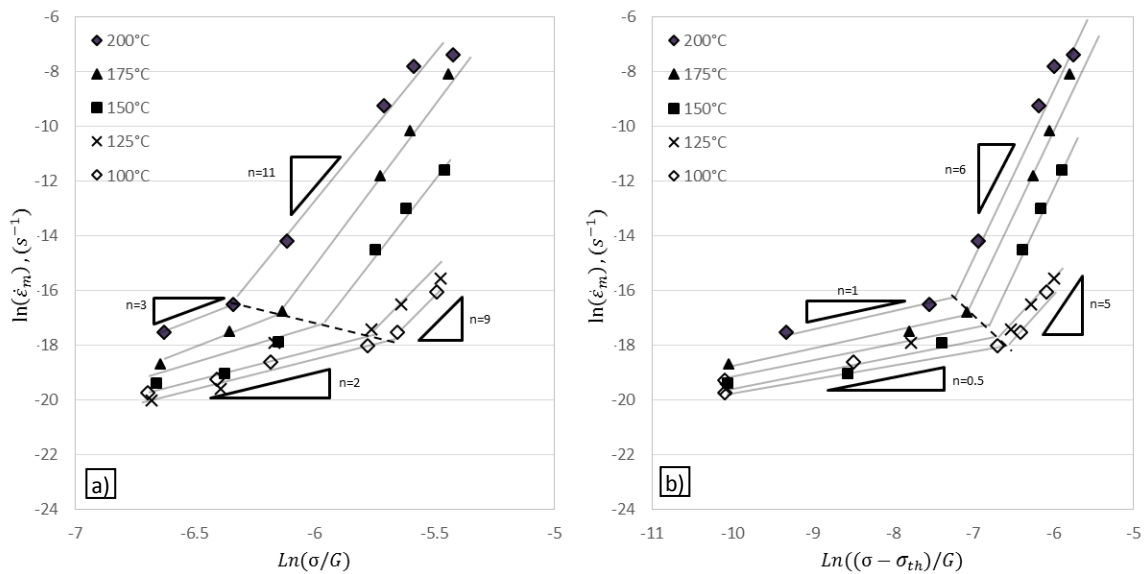 -6
-8
-10
-12
-14
-16
-18
-20
-22
-24
ln(ε̇m), (s⁻¹)
200°C
175°C
150°C
125°C
100°C
n=11
n=3
n=9
n=2
a)
-7
-6.5
-6
-5.5
-5
Ln(σ/G)
-6
-8
-10
-12
-14
-16
-18
-20
-22
-24
ln(ε̇m), (s⁻¹)
200°C
175°C
150°C
125°C
100°C
n=6
n=1
n=5
n=0.5
b)
-11
-10
-9
-8
-7
-6
-5
Ln((σ − σth)/G)